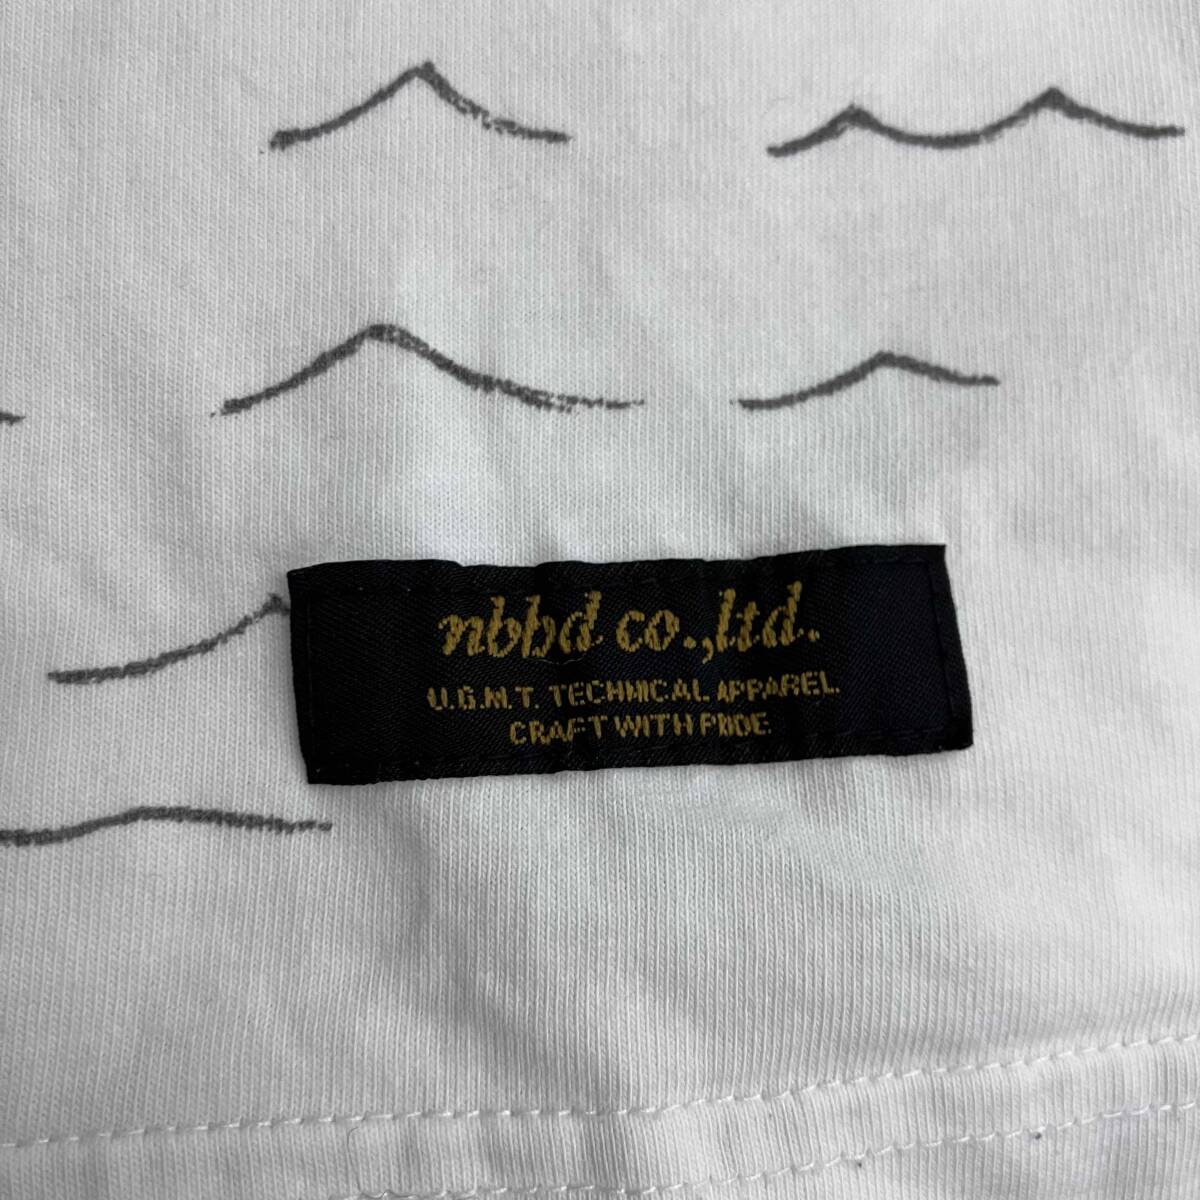 nbbd co.,ltd.
U.G.M.T. TECHNICAL APPAREL.
CRAFT WITH PRIDE